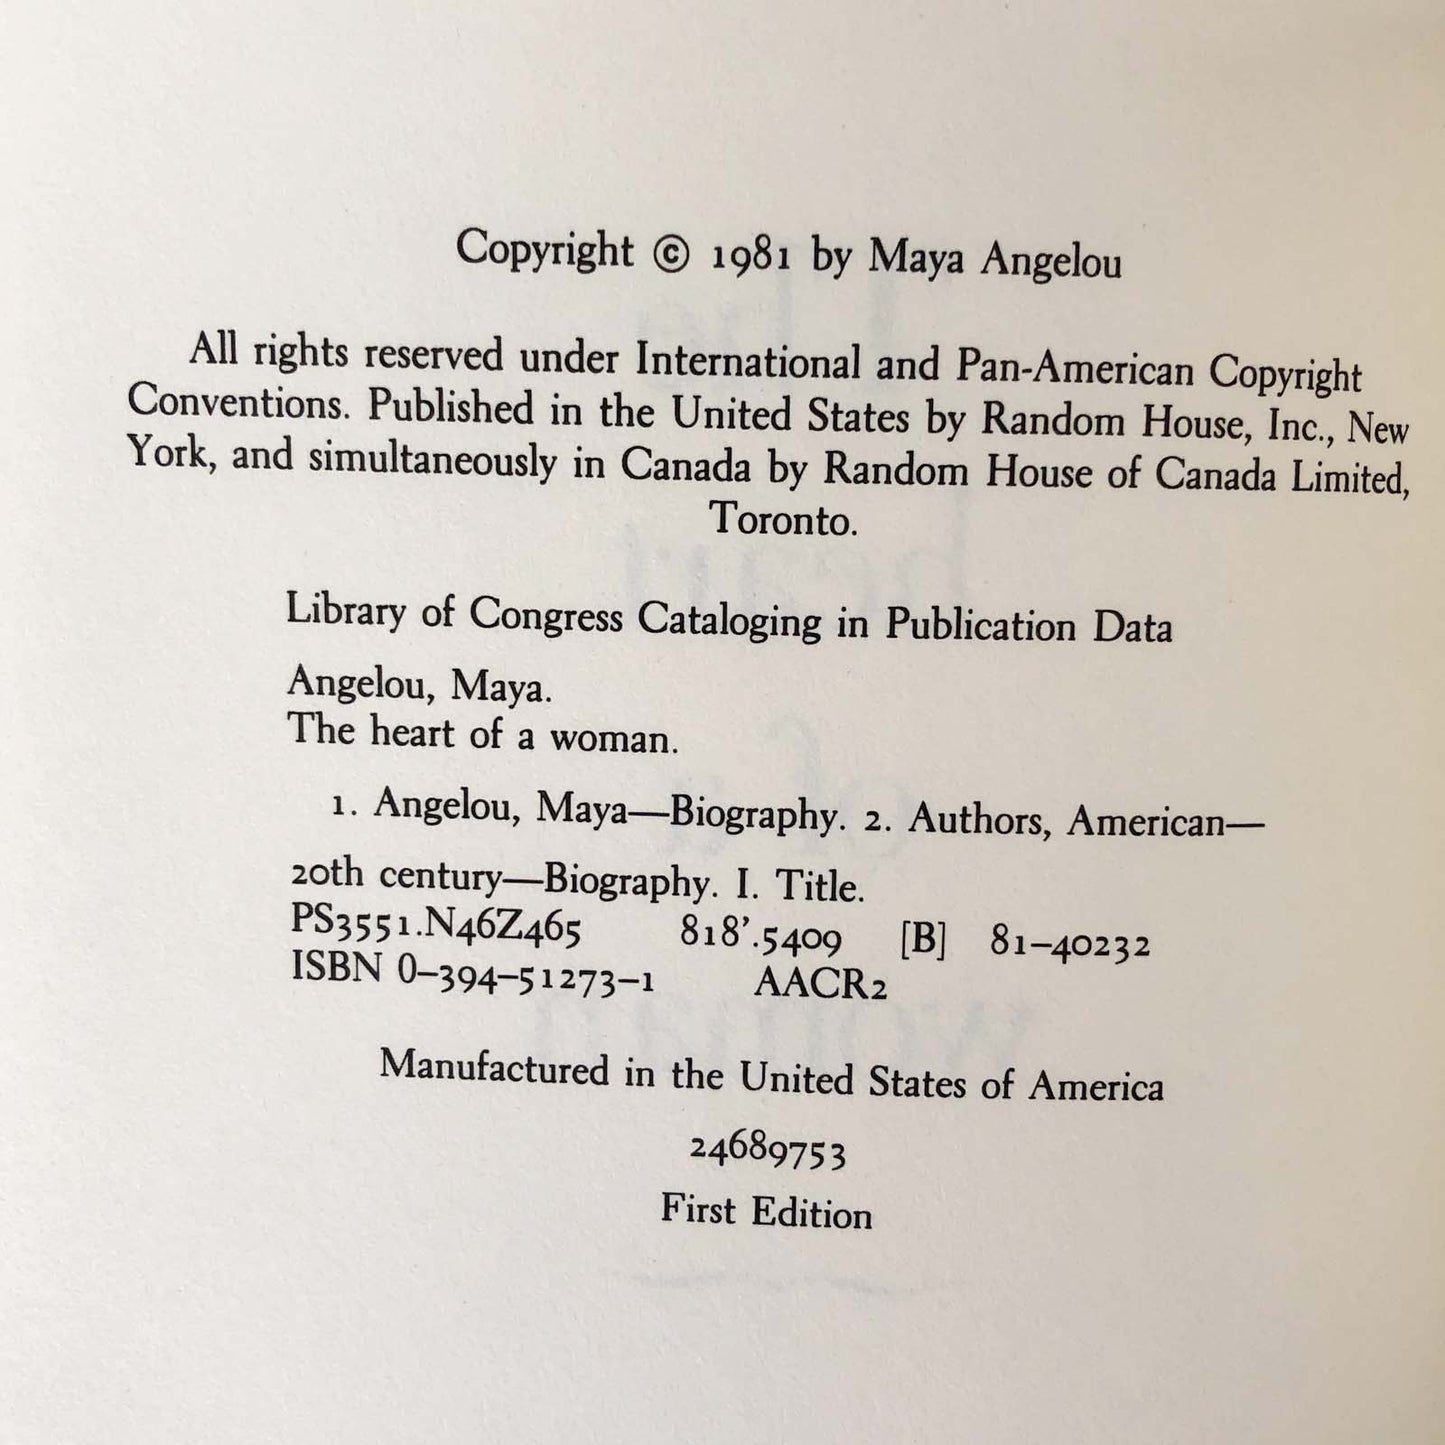 Copyright © 1981 by Maya Angelou
All rights reserved under International and Pan-American Copyright
Conventions. Published in the United States by Random House, Inc., New
York, and simultaneously in Canada by Random House of Canada Limited,
Toronto.
Library of Congress Cataloging in Publication Data
Angelou, Maya.
The heart of a woman.
1. Angelou, Maya—Biography. 2. Authors, American—
20th century—Biography. I. Title.
PS3551.N46Z465 818'.5409 [B] 81–40232
ISBN 0–394–51273–1 AACR2
Manufactured in the United States of America
24689753
First Edition